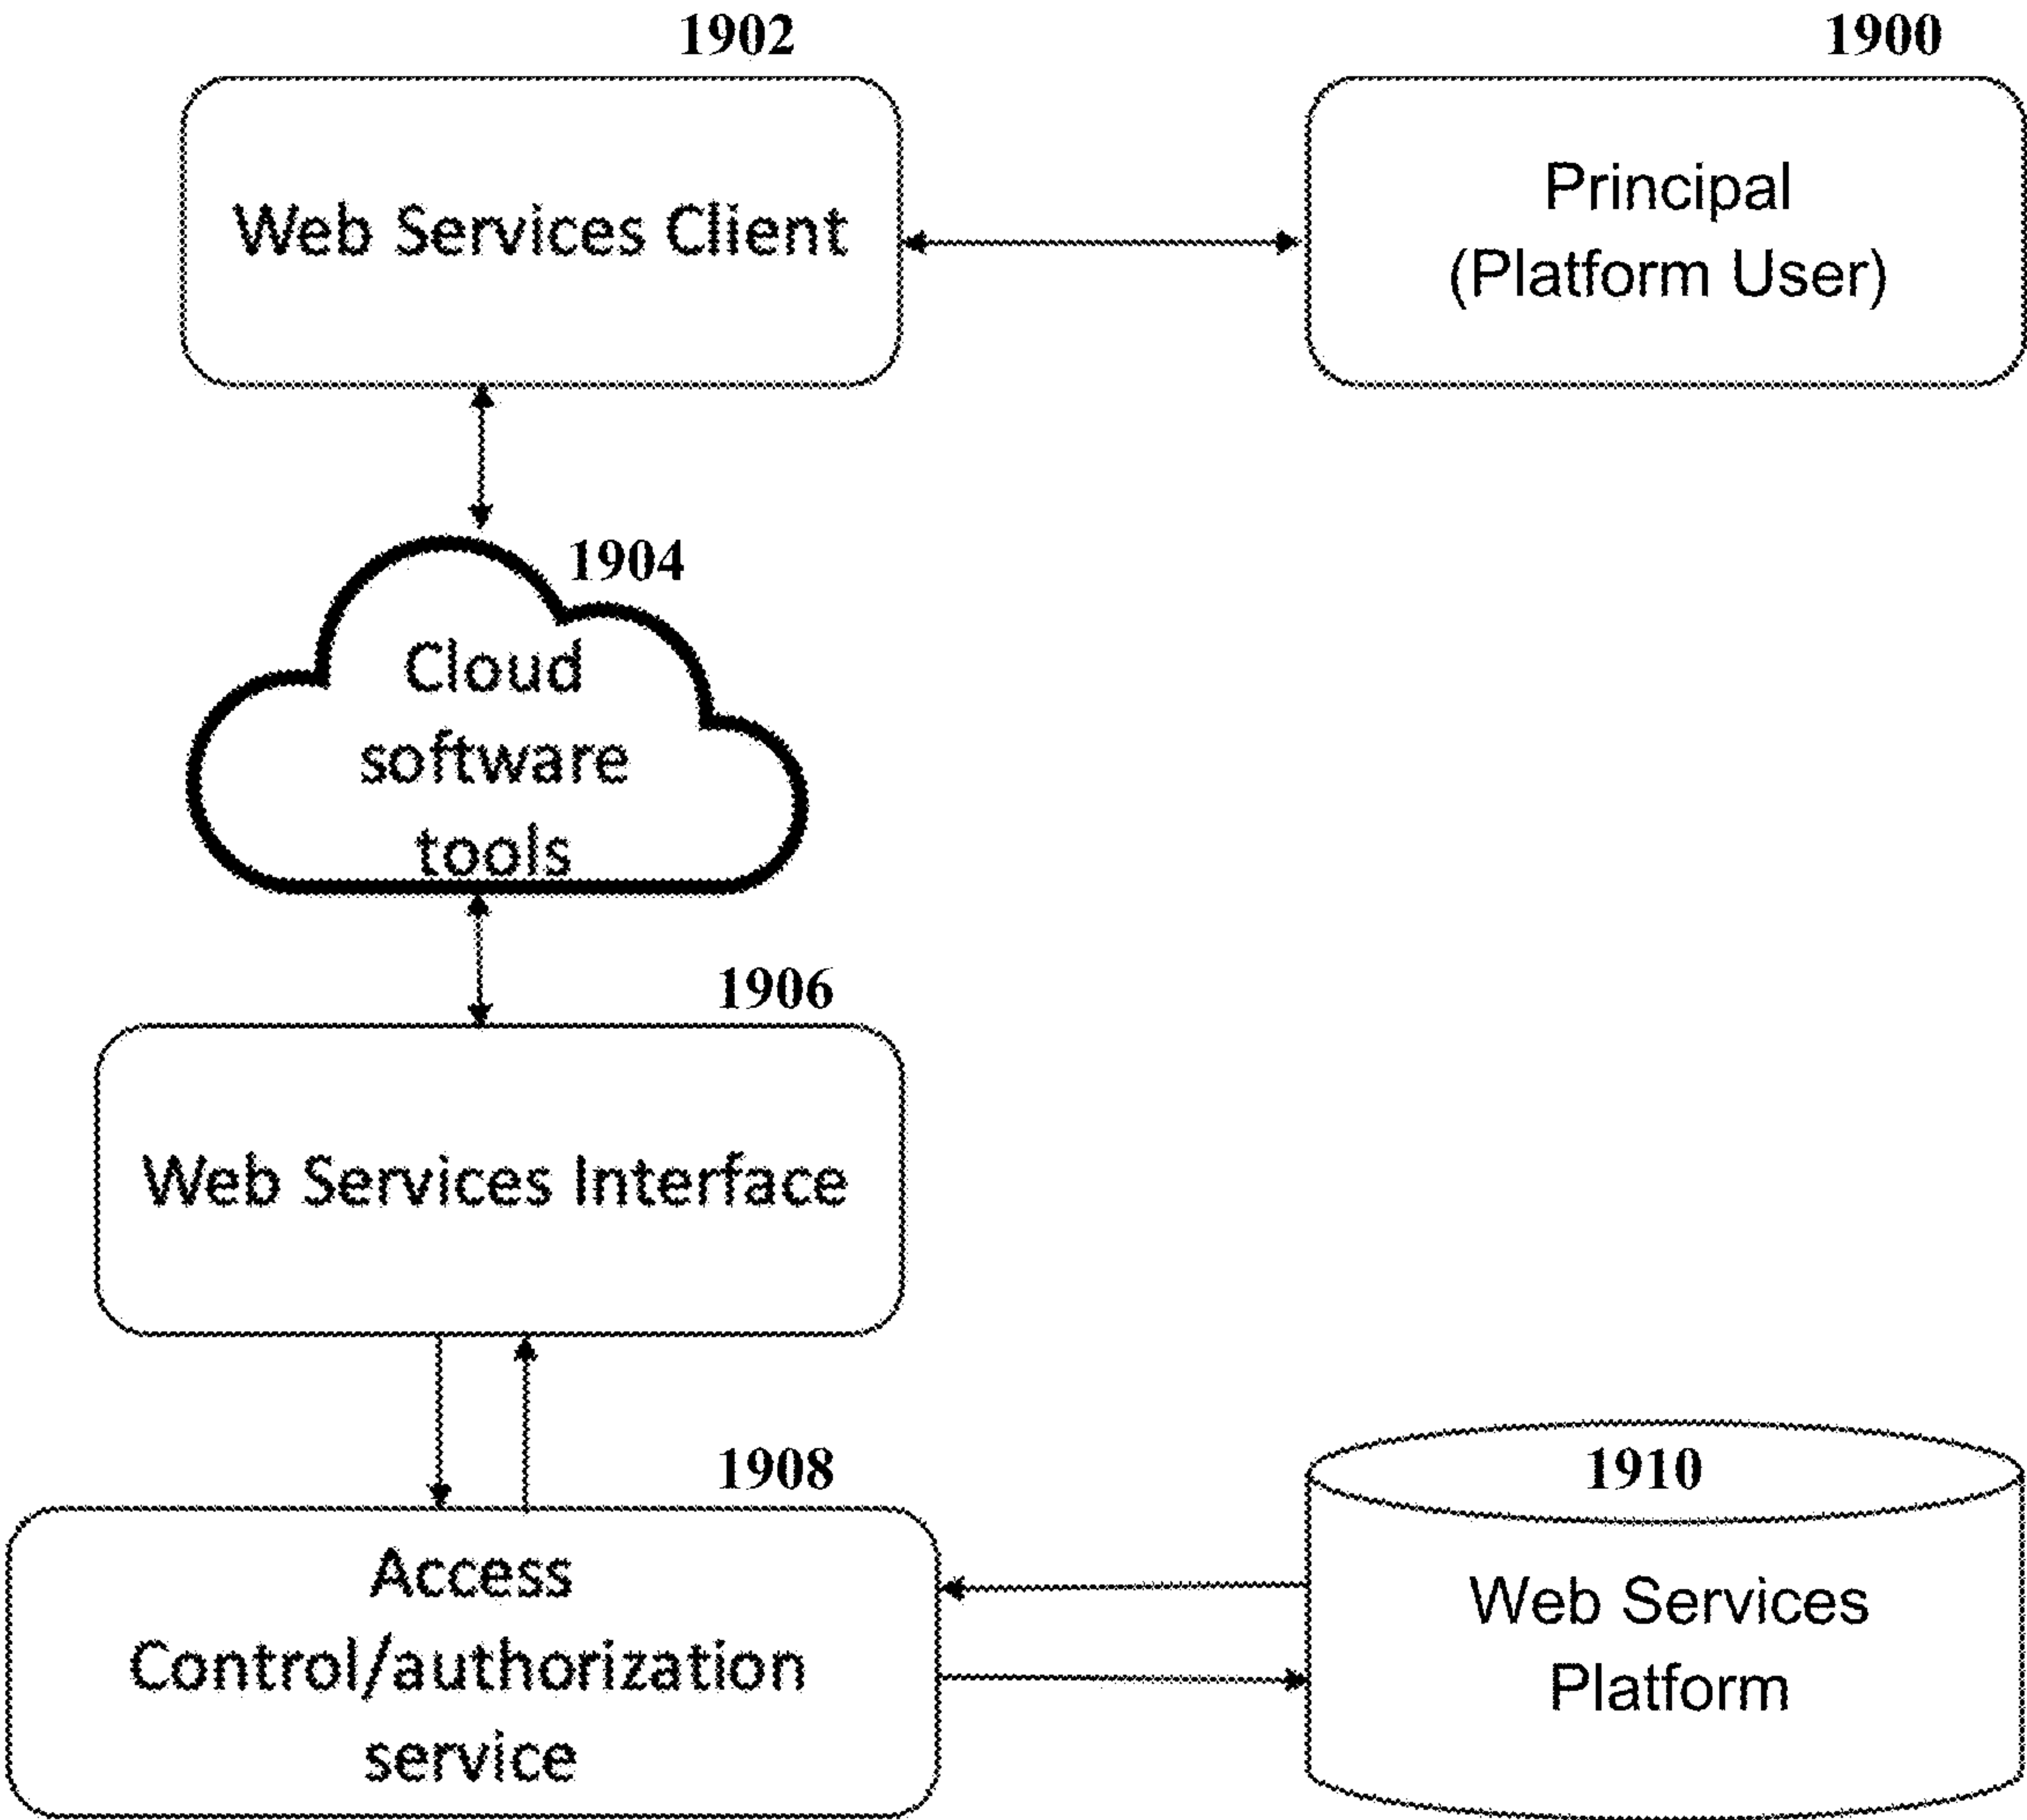 1902
1900
Web Services Client
Principal
(Platform User)
1904
Cloud
software
tools
1906
Web Services Interface
1908
1910
Access
Control/authorization
service
Web Services
Platform